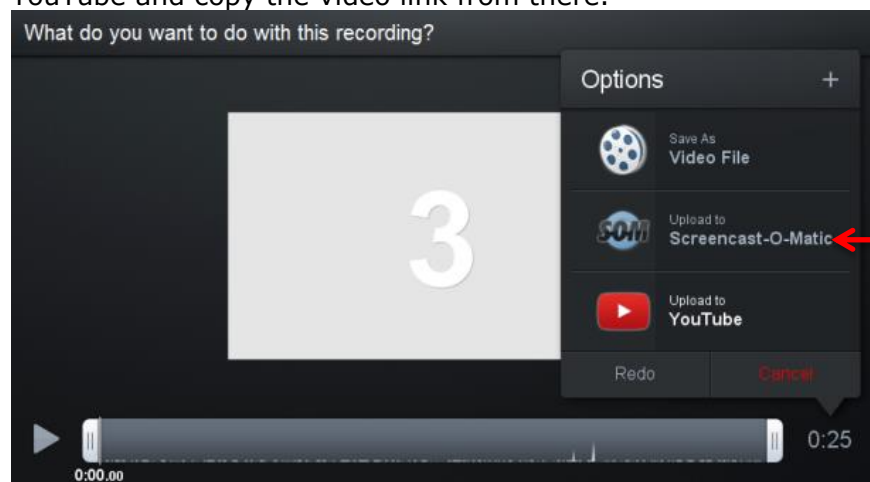 YouTube and copy the video link from there.
What do you want to do with this recording?
Options +
Save As
Video File
SOM
Upload to
Screencast-O-Matic
Upload to
YouTube
3
Redo Cancel
0:25
0:00.00